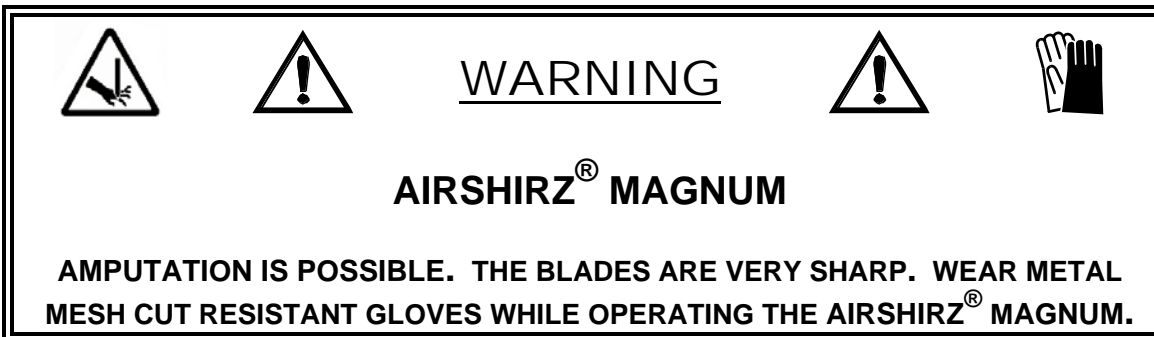 WARNING
AIRSHIRZ® MAGNUM
AMPUTATION IS POSSIBLE. THE BLADES ARE VERY SHARP. WEAR METAL
MESH CUT RESISTANT GLOVES WHILE OPERATING THE AIRSHIRZ® MAGNUM.